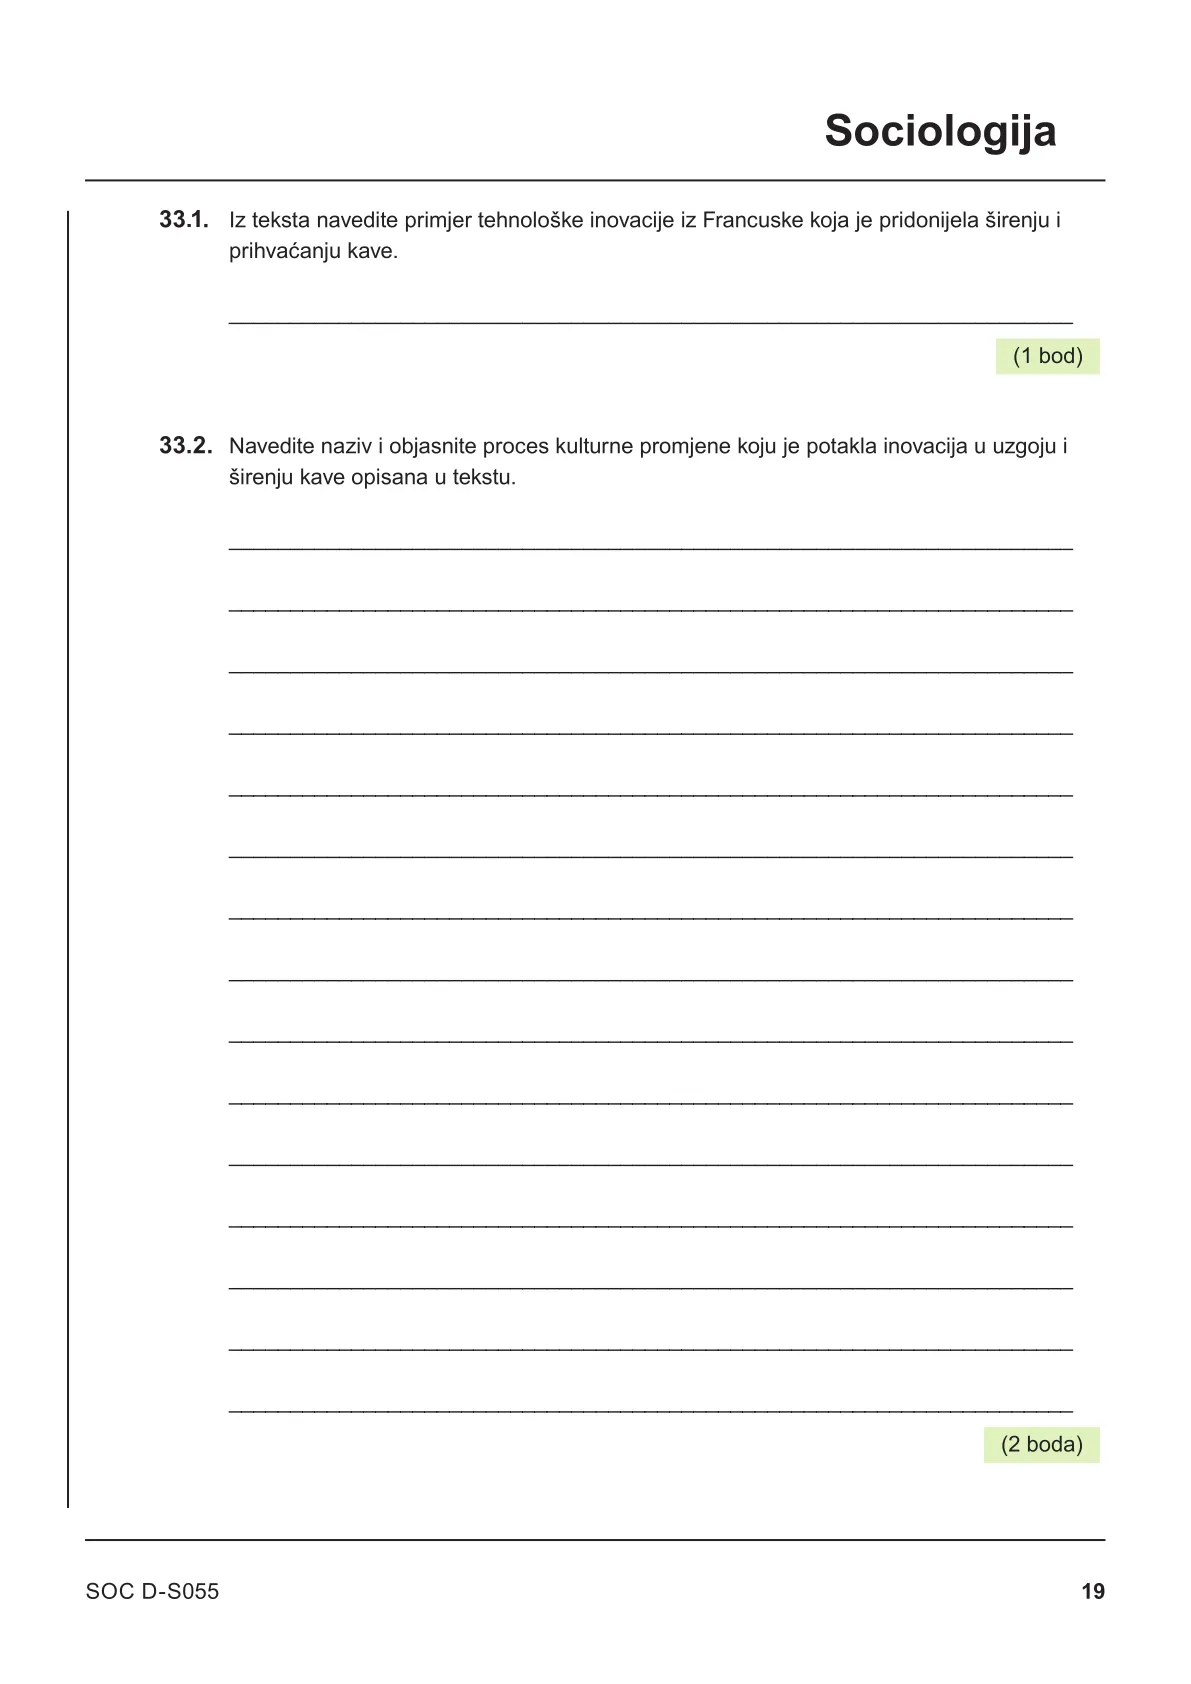 Sociologija
33.1. Iz teksta navedite primjer tehnološke inovacije iz Francuske koja je pridonijela širenju i
prihvaćanju kave.
(1 bod)
33.2. Navedite naziv i objasnite proces kulturne promjene koju je potakla inovacija u uzgoju i
širenju kave opisana u tekstu.
(2 boda)
SOC D-S055
19